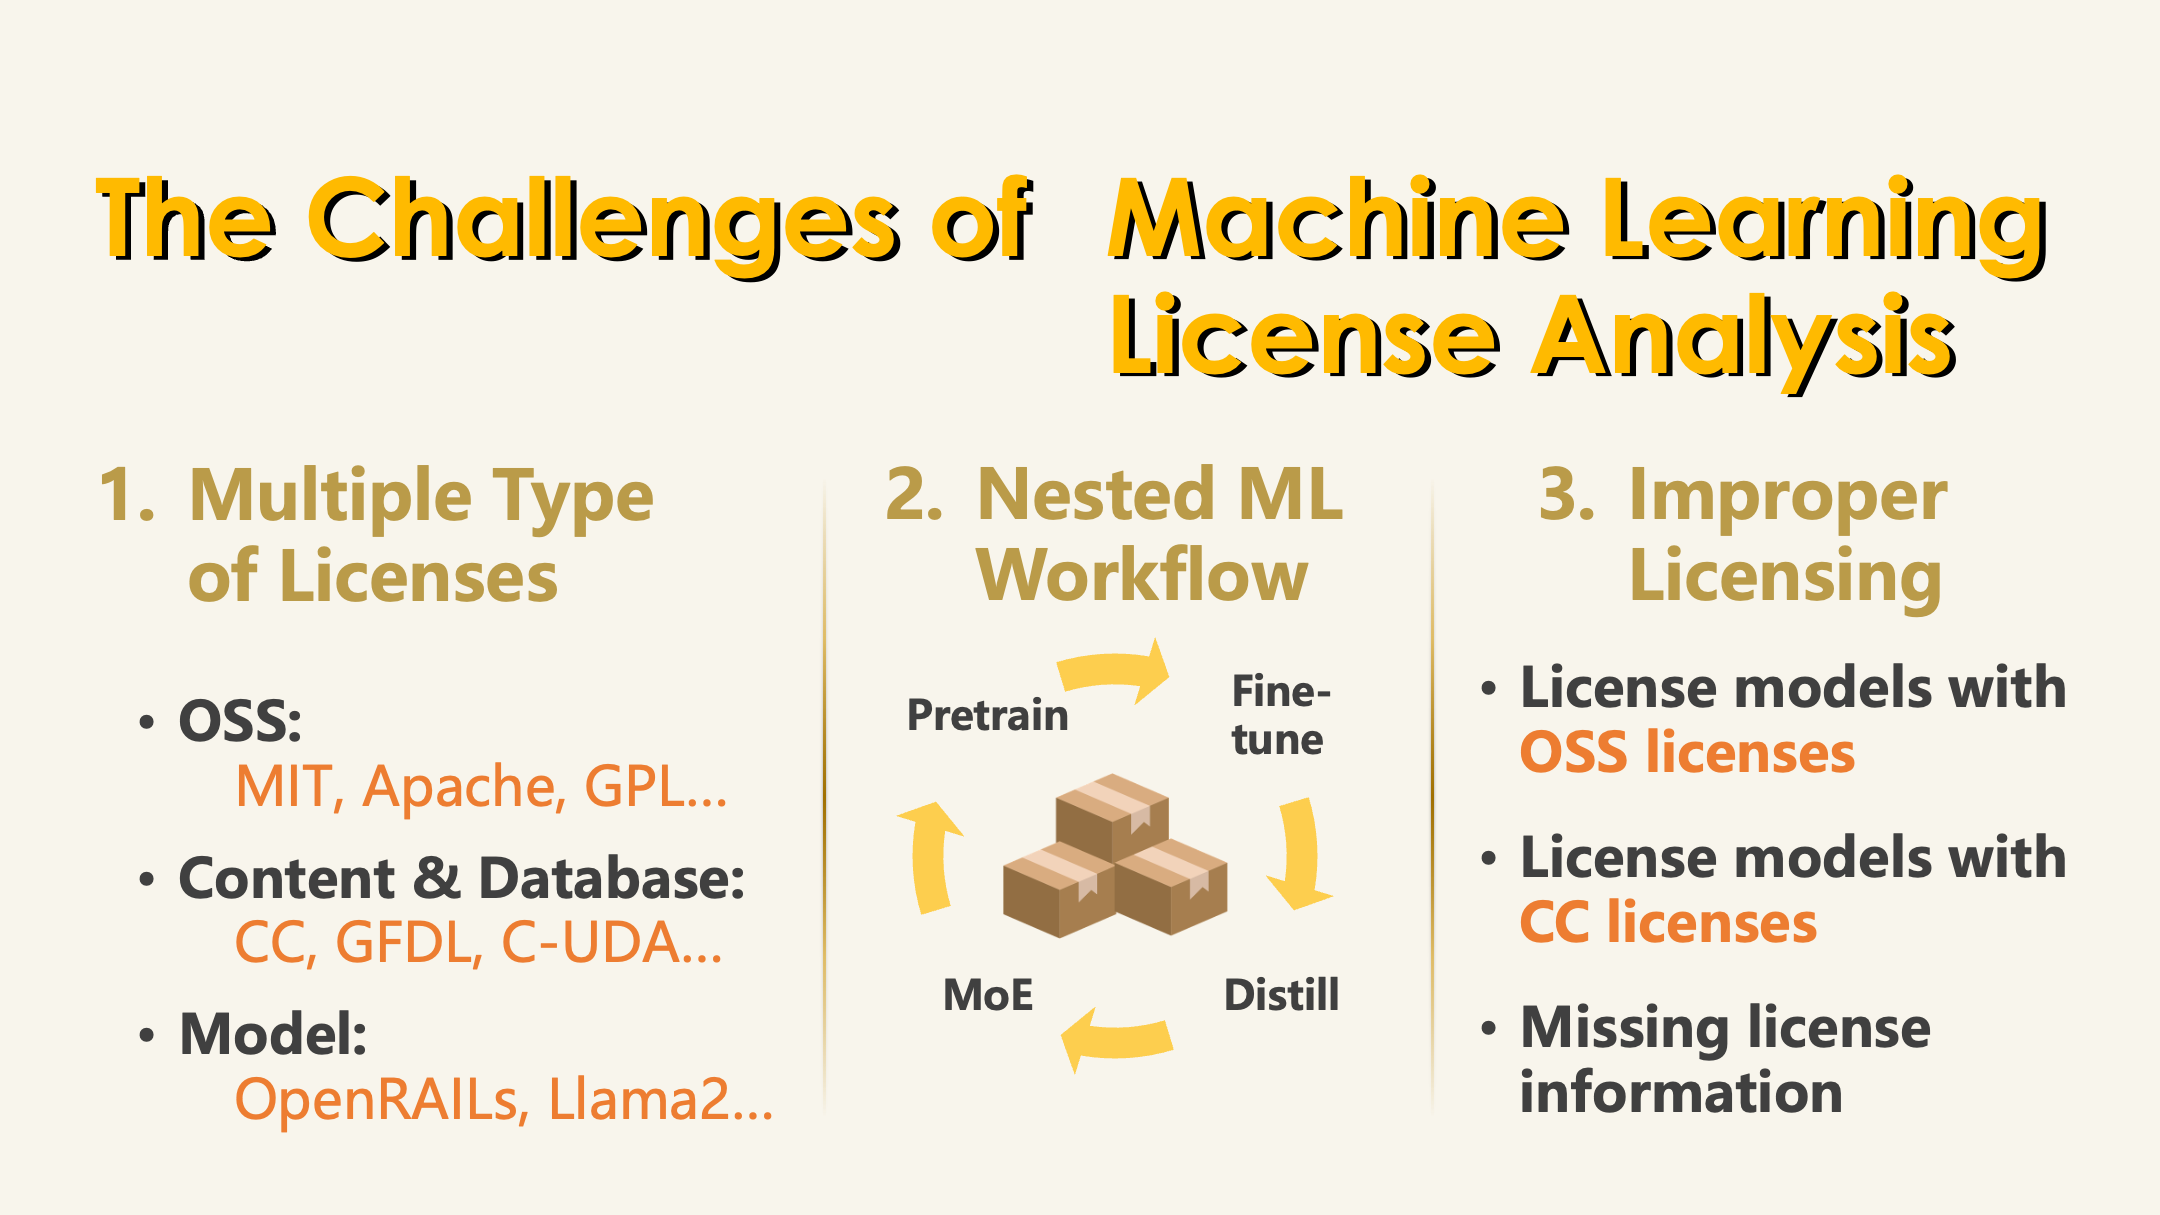 The Challenges of Machine Learning
License Analysis
1. Multiple Type
of Licenses
• OSS:
MIT, Apache, GPL...
• Content & Database:
CC, GFDL, C-UDA...
• Model:
OpenRAILs, Llama2...
2. Nested ML
Workflow
Pretrain
Fine-
tune
Distill
MoE
3. Improper
Licensing
• License models with
OSS licenses
• License models with
CC licenses
• Missing license
information